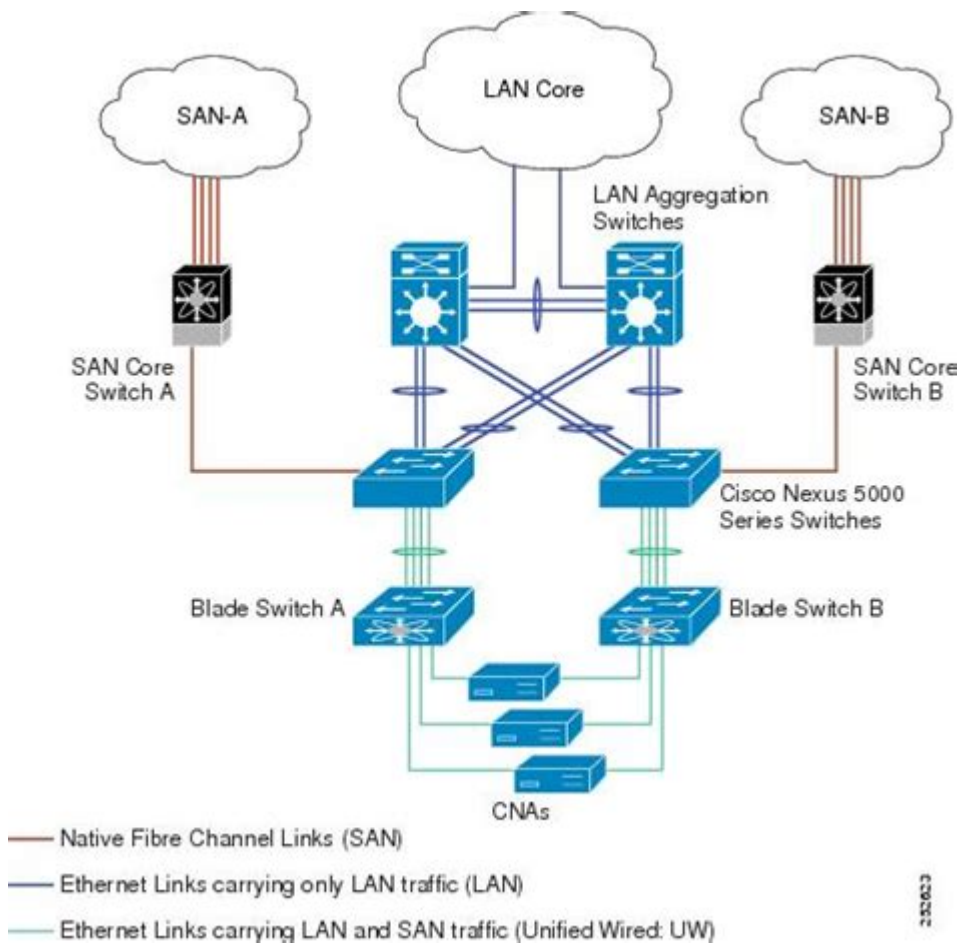 SAN-A
LAN Core
SAN-B
LAN Aggregation
Switches
SAN Core
Switch A
SAN Core
Switch B
Cisco Nexus 5000
Series Switches
Blade Switch A
Blade Switch B
CNAs
Native Fibre Channel Links (SAN)
Ethernet Links carrying only LAN traffic (LAN)
Ethernet Links carrying LAN and SAN traffic (Unified Wired: UW)